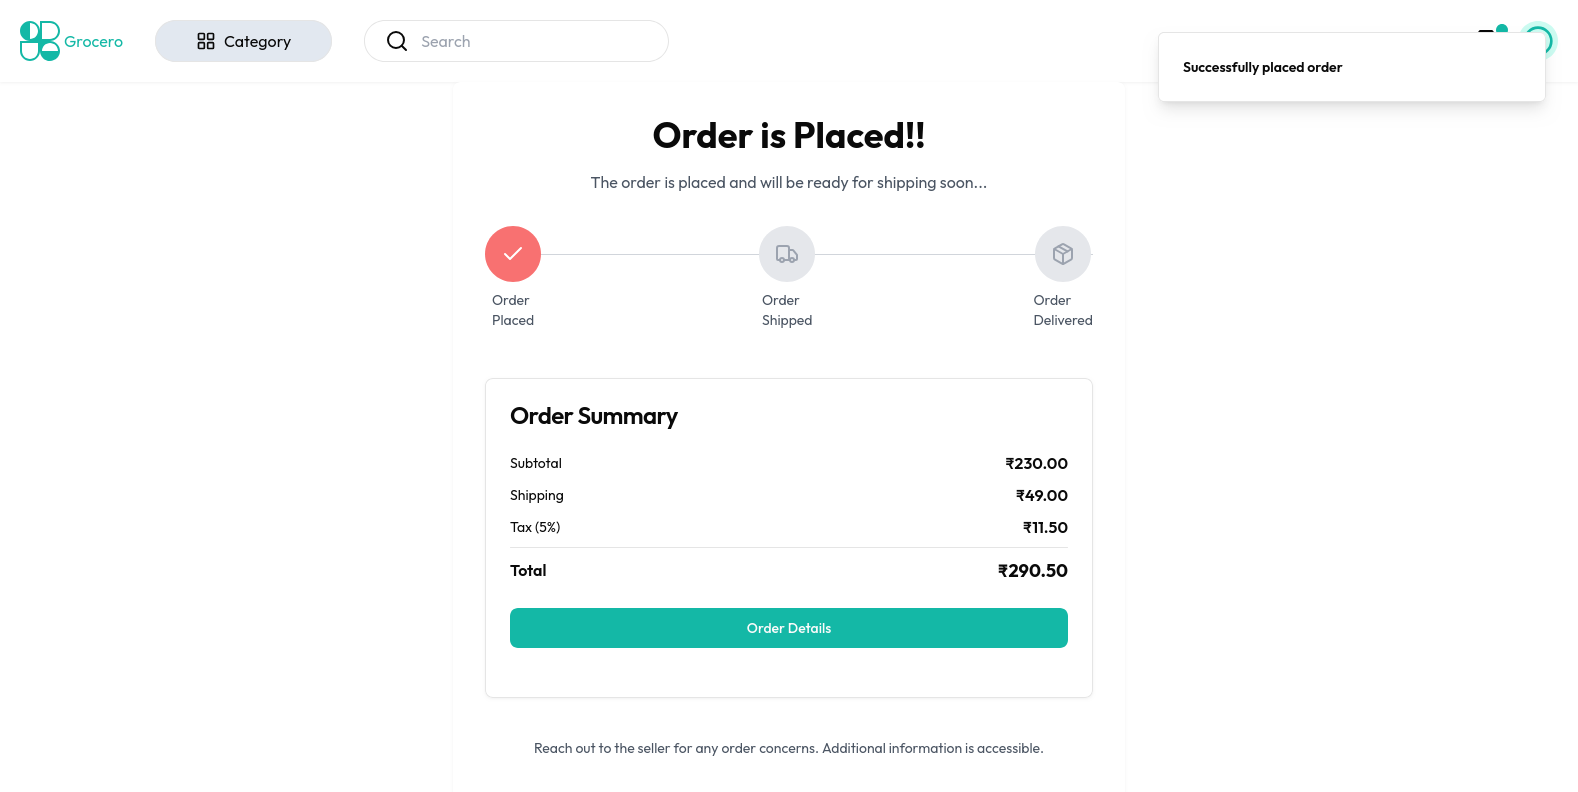 Grocero
Category
Search
Successfully placed order
Order is Placed!!
The order is placed and will be ready for shipping soon...
Order
Placed
Order
Shipped
Order
Delivered
Order Summary
Subtotal ₹230.00
Shipping ₹49.00
Tax (5%) ₹11.50
Total ₹290.50
Order Details
Reach out to the seller for any order concerns. Additional information is accessible.